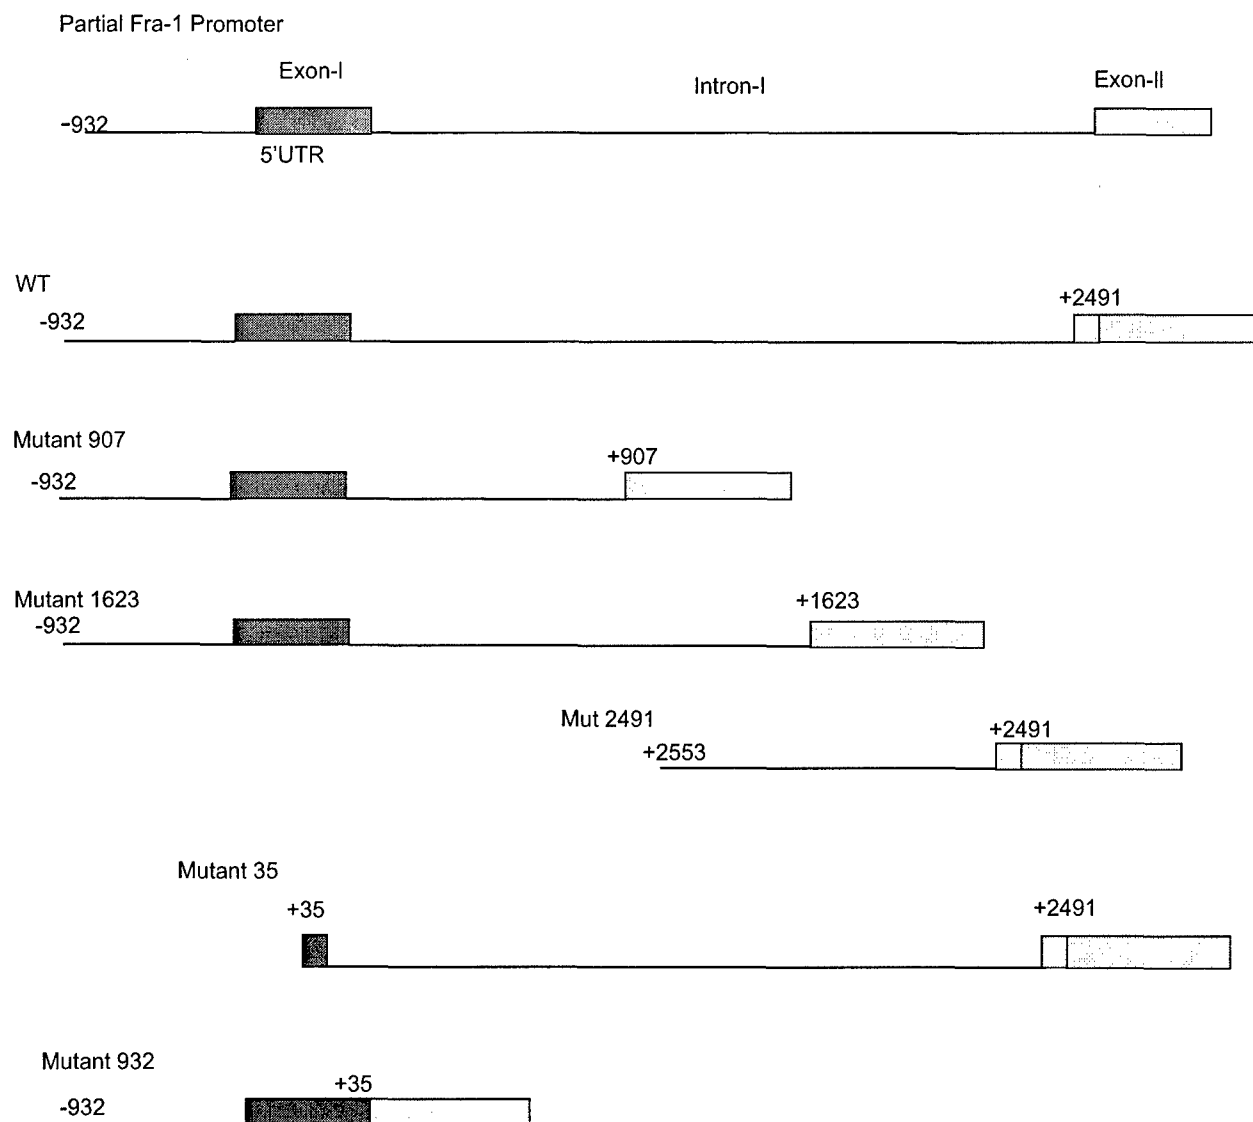 Partial Fra-1 Promoter
Exon-I Intron-I Exon-II
-932
5'UTR
WT
-932 +2491
Mutant 907
-932 +907
Mutant 1623
-932 +1623
Mut 2491
+2553 +2491
Mutant 35
+35 +2491
Mutant 932
-932 +35